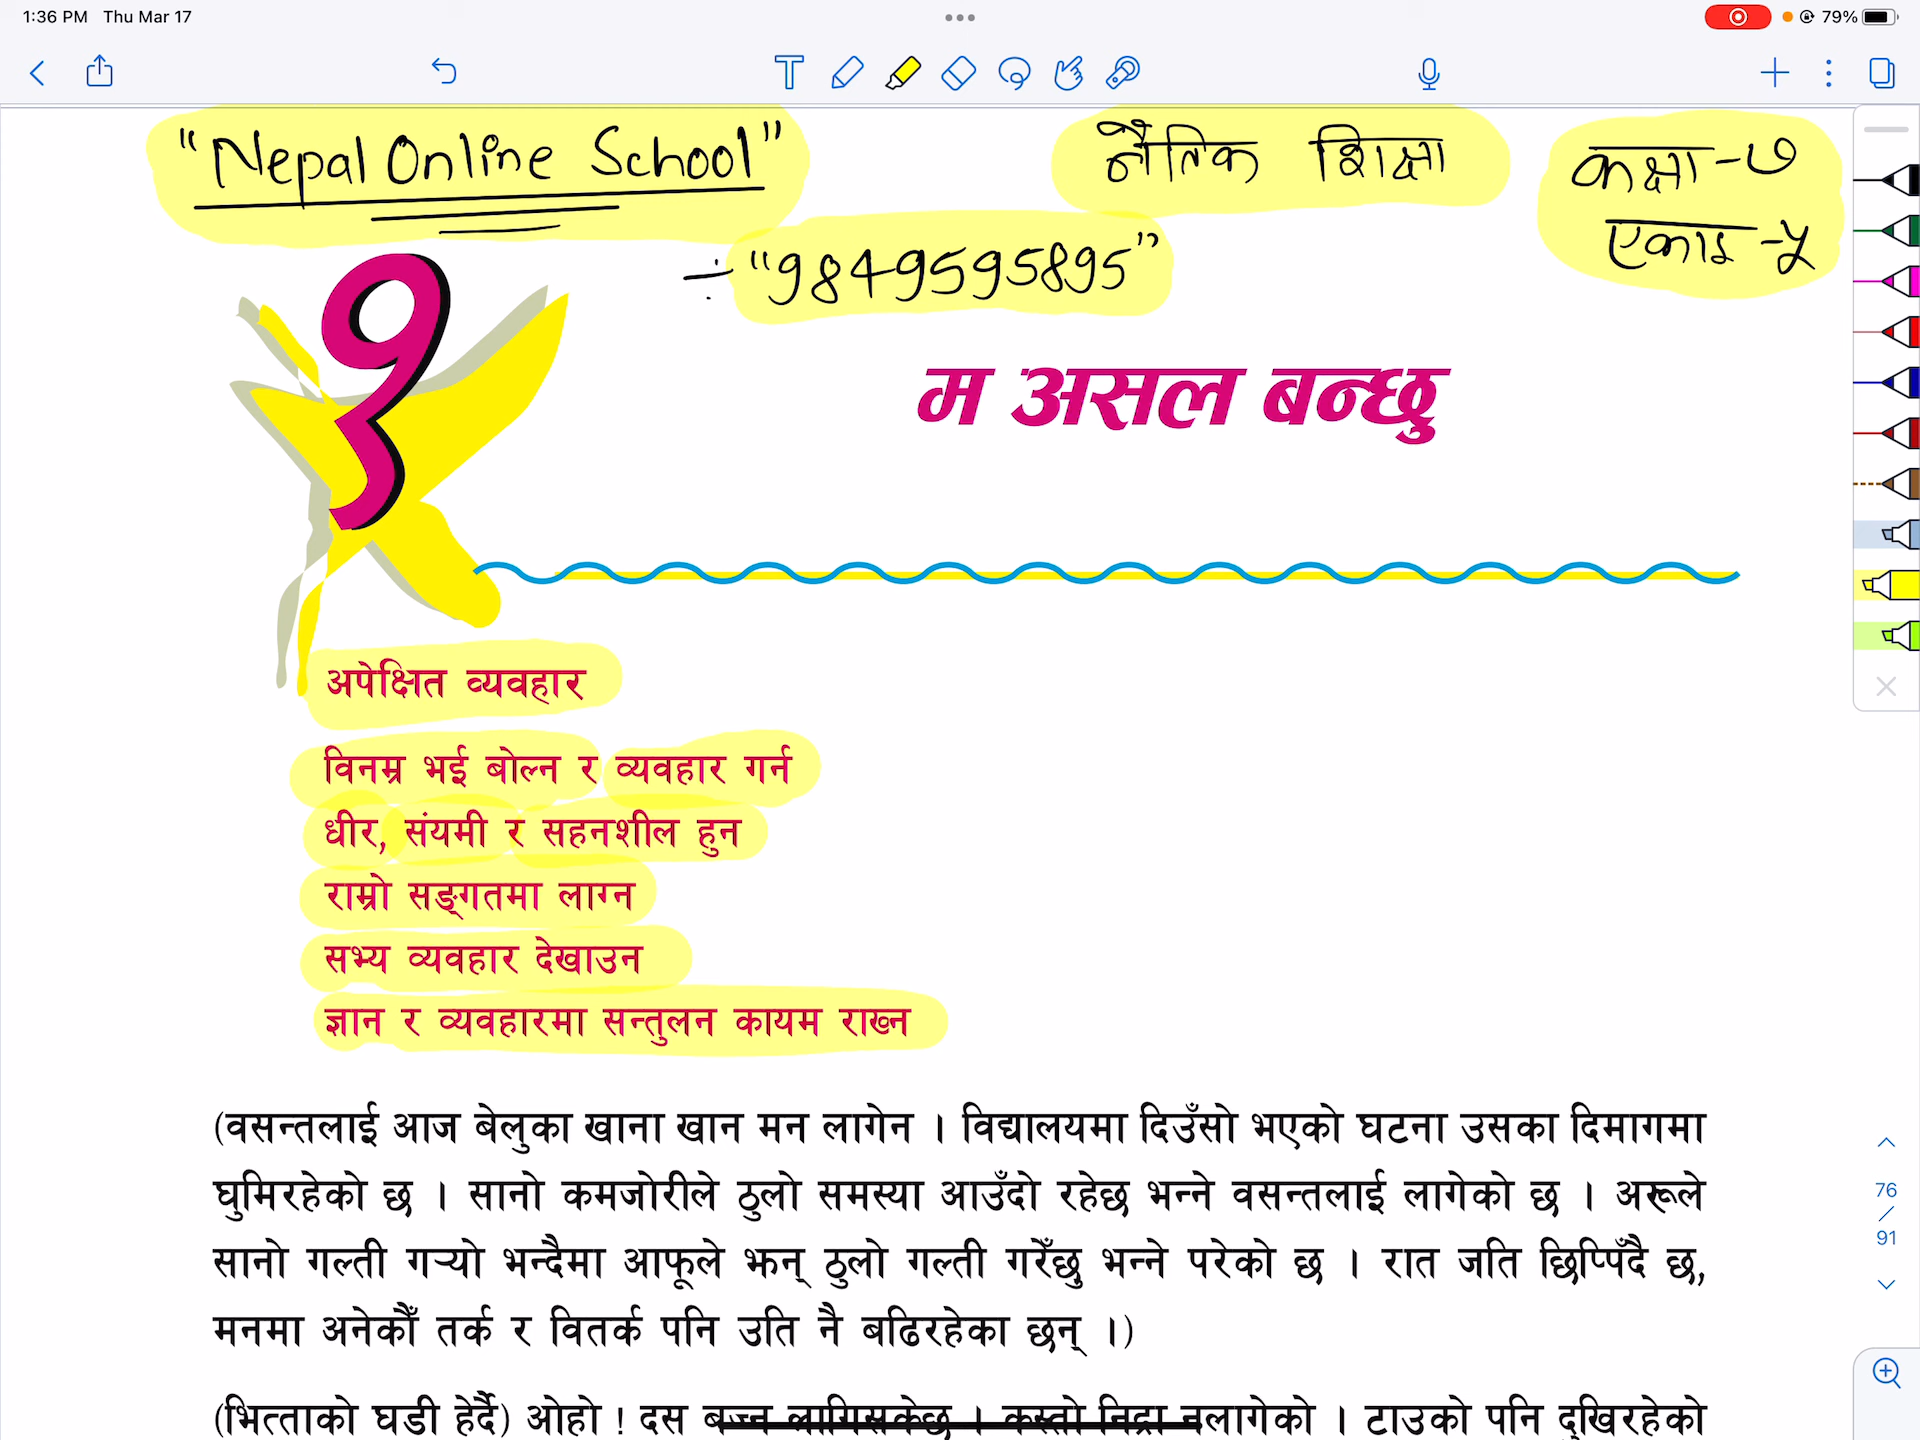 1:36 PM Thu Mar 17
79%
"Nepal Online School"
नैतिक शिक्षा
कक्षा-७
एकाइ-५
÷"9849595895"
१
म असल बन्छु
अपेक्षित व्यवहार
विनम्र भई बोल्न र व्यवहार गर्न
धीर, संयमी र सहनशील हुन
राम्रो सङ्गतमा लाग्न
सभ्य व्यवहार देखाउन
ज्ञान र व्यवहारमा सन्तुलन कायम राख्न
(वसन्तलाई आज बेलुका खाना खान मन लागेन । विद्यालयमा दिउँसो भएको घटना उसका दिमागमा
घुमिरहेको छ । सानो कमजोरीले ठुलो समस्या आउँदो रहेछ भन्ने वसन्तलाई लागेको छ । अरूले
सानो गल्ती गऱ्यो भन्दैमा आफूले झन् ठुलो गल्ती गरेँछु भन्ने परेको छ । रात जति छिप्पिँदै छ,
मनमा अनेकौँ तर्क र वितर्क पनि उति नै बढिरहेका छन् ।)
(भित्ताको घडी हेर्दै) ओहो ! दस बज्न लागिसकेछ । कस्तो निद्रा नलागेको । टाउको पनि दुखिरहेको
76
/
91